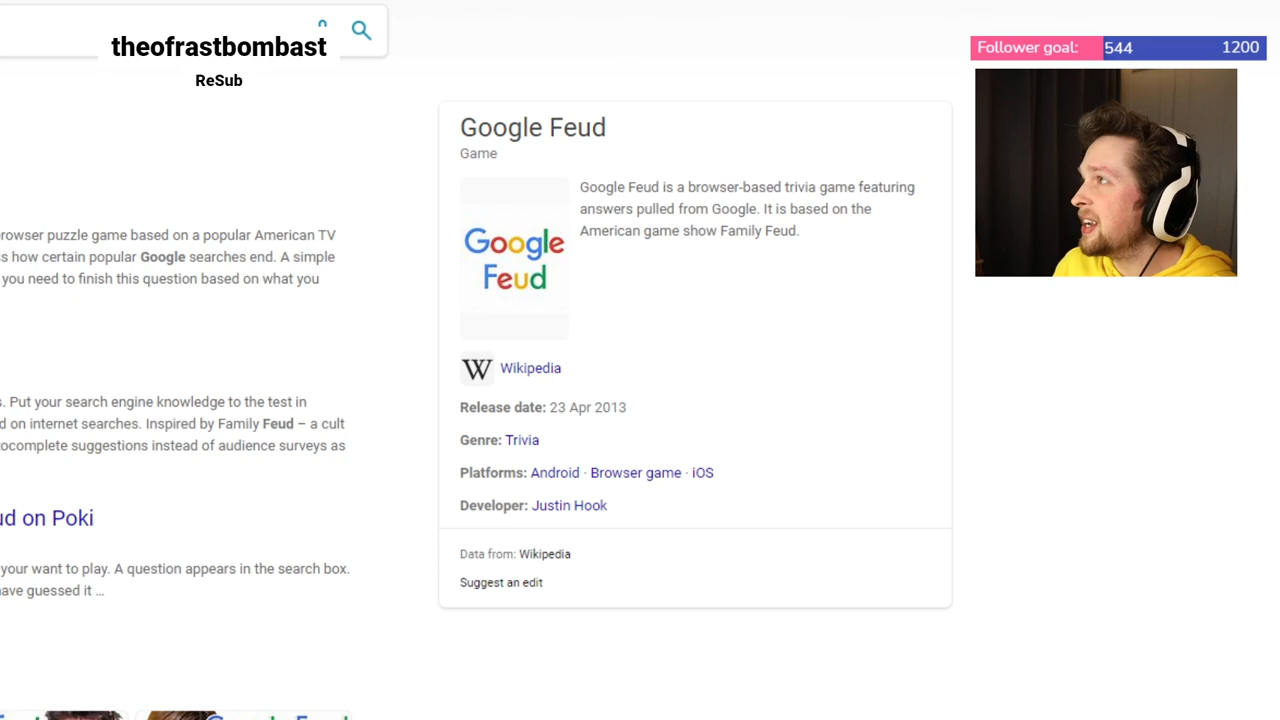 theofrastbombast
ReSub
Follower goal: 544 1200
rowser puzzle game based on a popular American TV
s how certain popular Google searches end. A simple
you need to finish this question based on what you
s. Put your search engine knowledge to the test in
d on internet searches. Inspired by Family Feud – a cult
tocomplete suggestions instead of audience surveys as
ud on Poki
your want to play. A question appears in the search box.
have guessed it ...
Google Feud
Game
Google
Feud
Google Feud is a browser-based trivia game featuring
answers pulled from Google. It is based on the
American game show Family Feud.
W Wikipedia
Release date: 23 Apr 2013
Genre: Trivia
Platforms: Android · Browser game · iOS
Developer: Justin Hook
Data from: Wikipedia
Suggest an edit